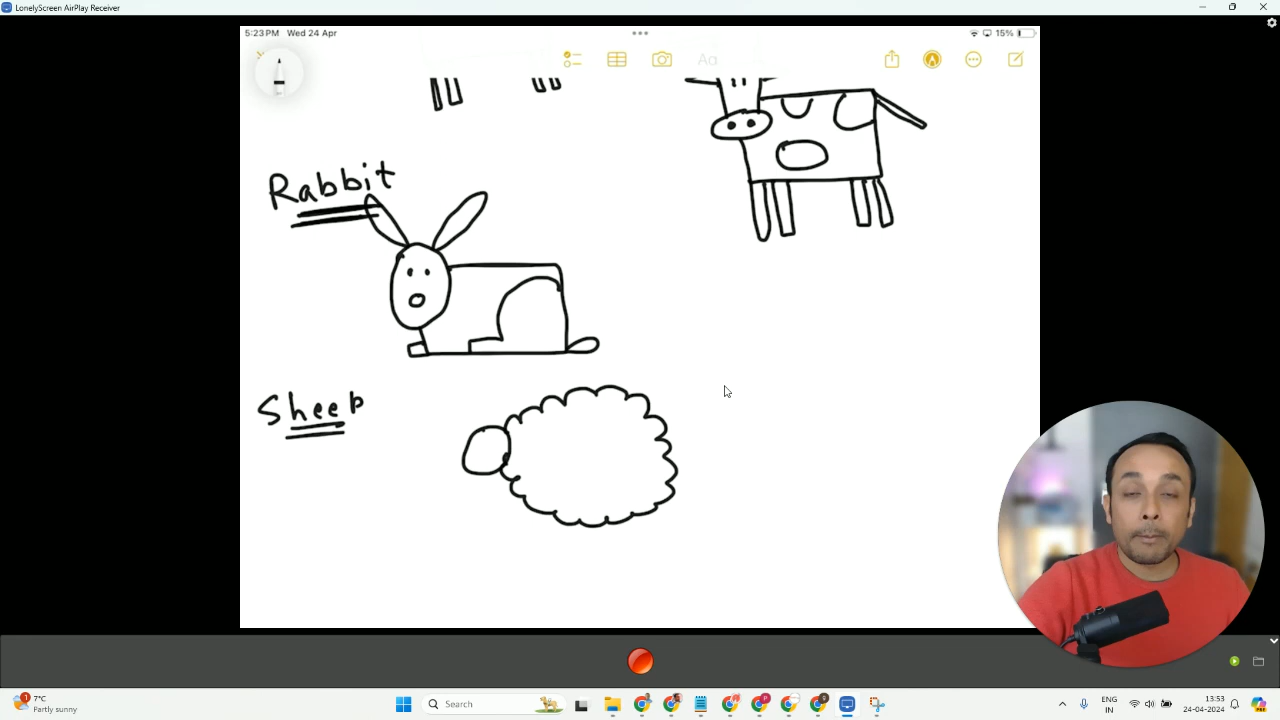 LonelyScreen AirPlay Receiver
5:23 PM Wed 24 Apr
15%
Aa
Rabbit
Sheep
7°C
Partly sunny
Search
ENG
IN
13:53
24-04-2024